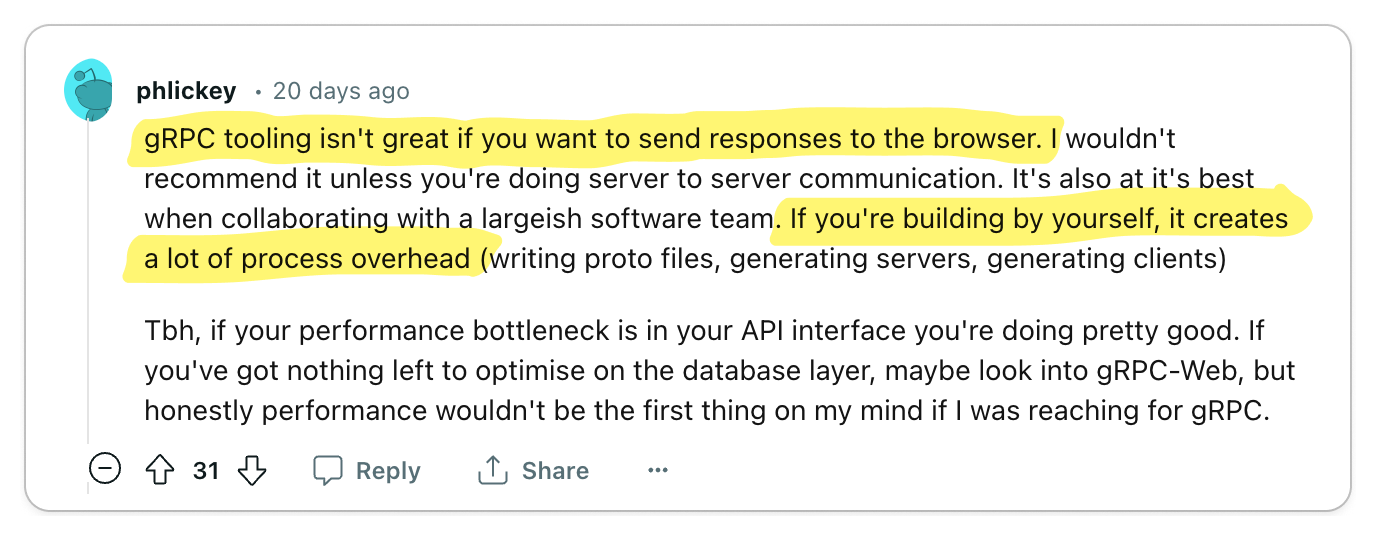 phlickey • 20 days ago
gRPC tooling isn't great if you want to send responses to the browser. I wouldn't
recommend it unless you're doing server to server communication. It's also at it's best
when collaborating with a largeish software team. If you're building by yourself, it creates
a lot of process overhead (writing proto files, generating servers, generating clients)
Tbh, if your performance bottleneck is in your API interface you're doing pretty good. If
you've got nothing left to optimise on the database layer, maybe look into gRPC-Web, but
honestly performance wouldn't be the first thing on my mind if I was reaching for gRPC.
31 Reply Share ...